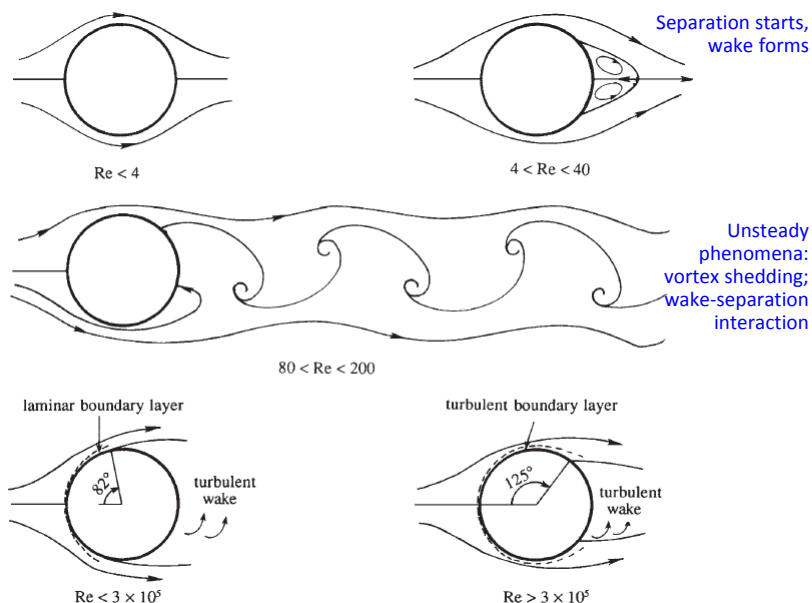 Separation starts,
wake forms
Re < 4
4 < Re < 40
Unsteady
phenomena:
vortex shedding;
wake-separation
interaction
80 < Re < 200
laminar boundary layer
turbulent boundary layer
82°
turbulent
wake
125°
turbulent
wake
Re < 3 × 10⁵
Re > 3 × 10⁵